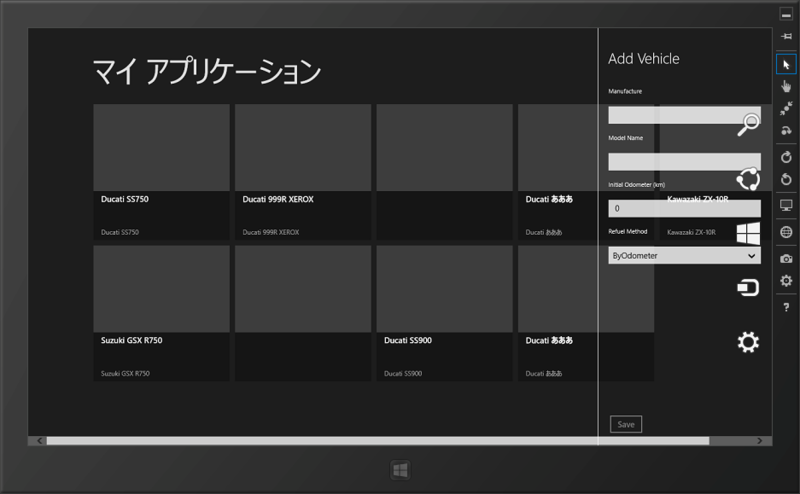 マイ アプリケーション
Add Vehicle
Manufacture
Model Name
Initial Odometer (km)
0
Refuel Method
ByOdometer
Save
Ducati SS750
Ducati SS750
Ducati 999R XEROX
Ducati 999R XEROX
Ducati あああ
Ducati あああ
Kawazaki ZX-10R
Kawazaki ZX-10R
Suzuki GSX R750
Suzuki GSX R750
Ducati SS900
Ducati SS900
Ducati あああ
Ducati あああ
?